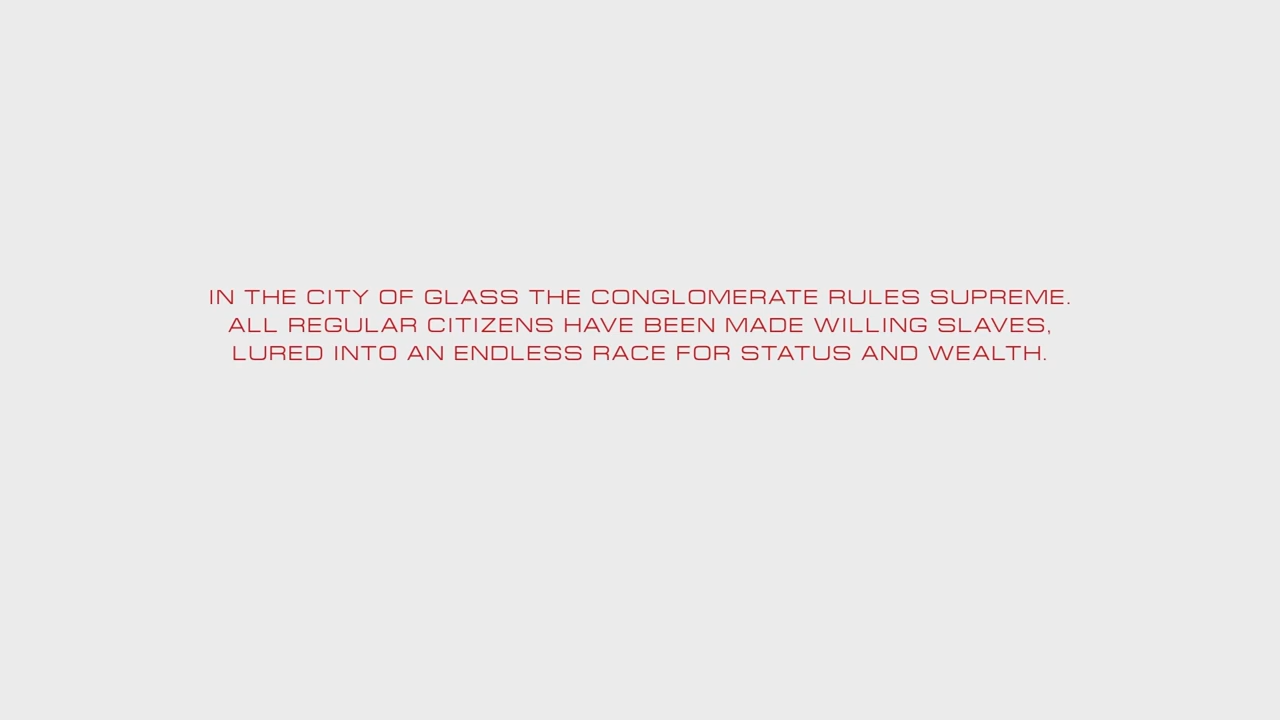 IN THE CITY OF GLASS THE CONGLOMERATE RULES SUPREME.
ALL REGULAR CITIZENS HAVE BEEN MADE WILLING SLAVES,
LURED INTO AN ENDLESS RACE FOR STATUS AND WEALTH.